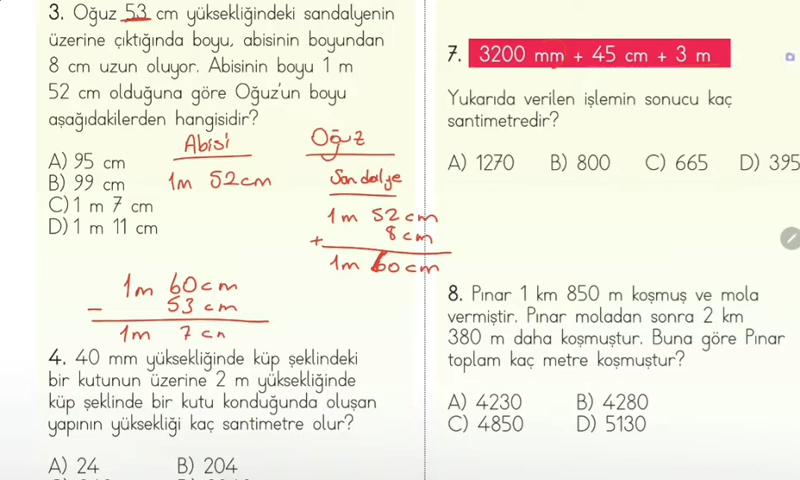 3. Oğuz 53 cm yüksekliğindeki sandalyenin
üzerine çıktığında boyu, abisinin boyundan
8 cm uzun oluyor. Abisinin boyu 1 m
52 cm olduğuna göre Oğuz'un boyu
aşağıdakilerden hangisidir?
A) 95 cm
B) 99 cm
C) 1 m 7 cm
D) 1 m 11 cm
Abisi
1m 52cm
Oğuz
Sandalye
1m 52cm
+ 8cm
1m 60cm
1m 60cm
- 53 cm
1m 7 cm
4. 40 mm yüksekliğinde küp şeklindeki
bir kutunun üzerine 2 m yüksekliğinde
küp şeklinde bir kutu konduğunda oluşan
yapının yüksekliği kaç santimetre olur?
A) 24 B) 204
7. 3200 mm + 45 cm + 3 m
Yukarıda verilen işlemin sonucu kaç
santimetredir?
A) 1270 B) 800 C) 665 D) 395
8. Pınar 1 km 850 m koşmuş ve mola
vermiştir. Pınar moladan sonra 2 km
380 m daha koşmuştur. Buna göre Pınar
toplam kaç metre koşmuştur?
A) 4230 B) 4280
C) 4850 D) 5130